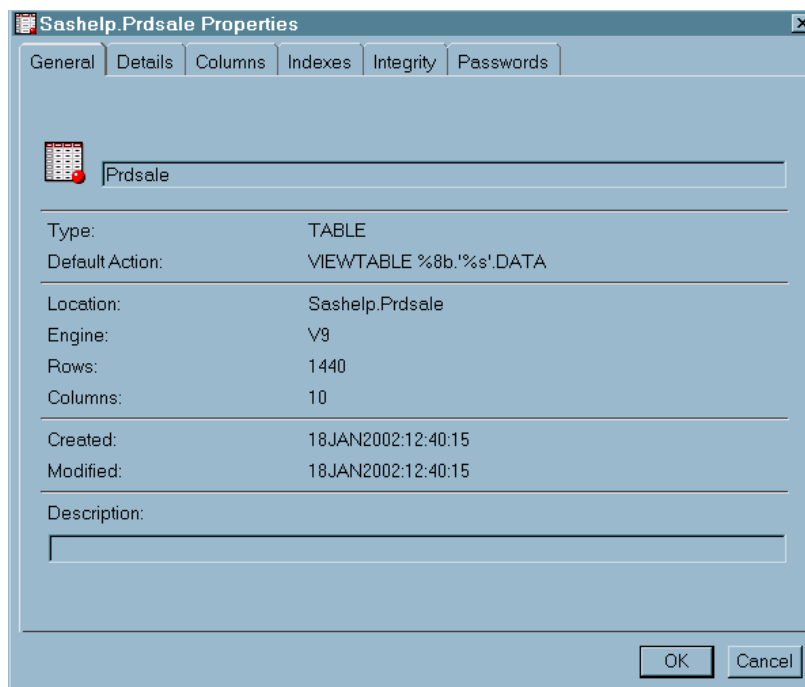 Sashelp.Prdsale Properties
General Details Columns Indexes Integrity Passwords
Prdsale
Type: TABLE
Default Action: VIEWTABLE %8b.'%s'.DATA
Location: Sashelp.Prdsale
Engine: V9
Rows: 1440
Columns: 10
Created: 18JAN2002:12:40:15
Modified: 18JAN2002:12:40:15
Description:
OK Cancel